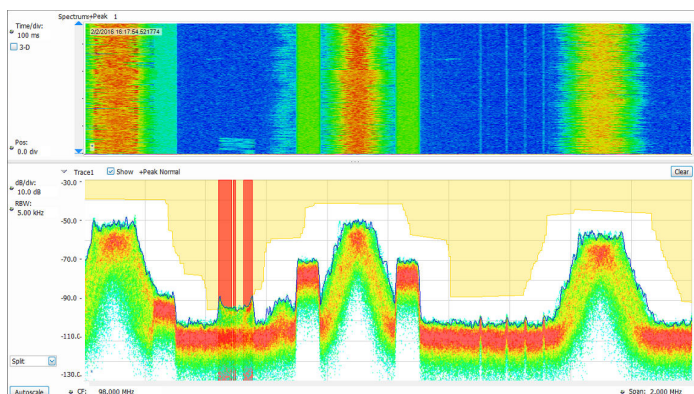 Spectrum: +Peak 1
Time/div:
100 ms
2/2/2016 16:17:54.521774
3-D
Pos:
0.0 div
Trace1 Show +Peak Normal
Clear
dB/div:
10.0 dB
RBW:
5.00 kHz
-30.0
-50.0
-70.0
-90.0
-110.0
-130.0
Split
Autoscale
CF: 98.000 MHz
Span: 2.000 MHz